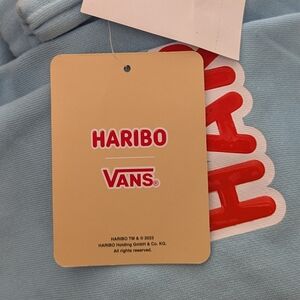 HARIBO
VANS®
HARIBO TM & © 2023
HARIBO Holding GmbH & Co. KG.
All rights reserved.
HA